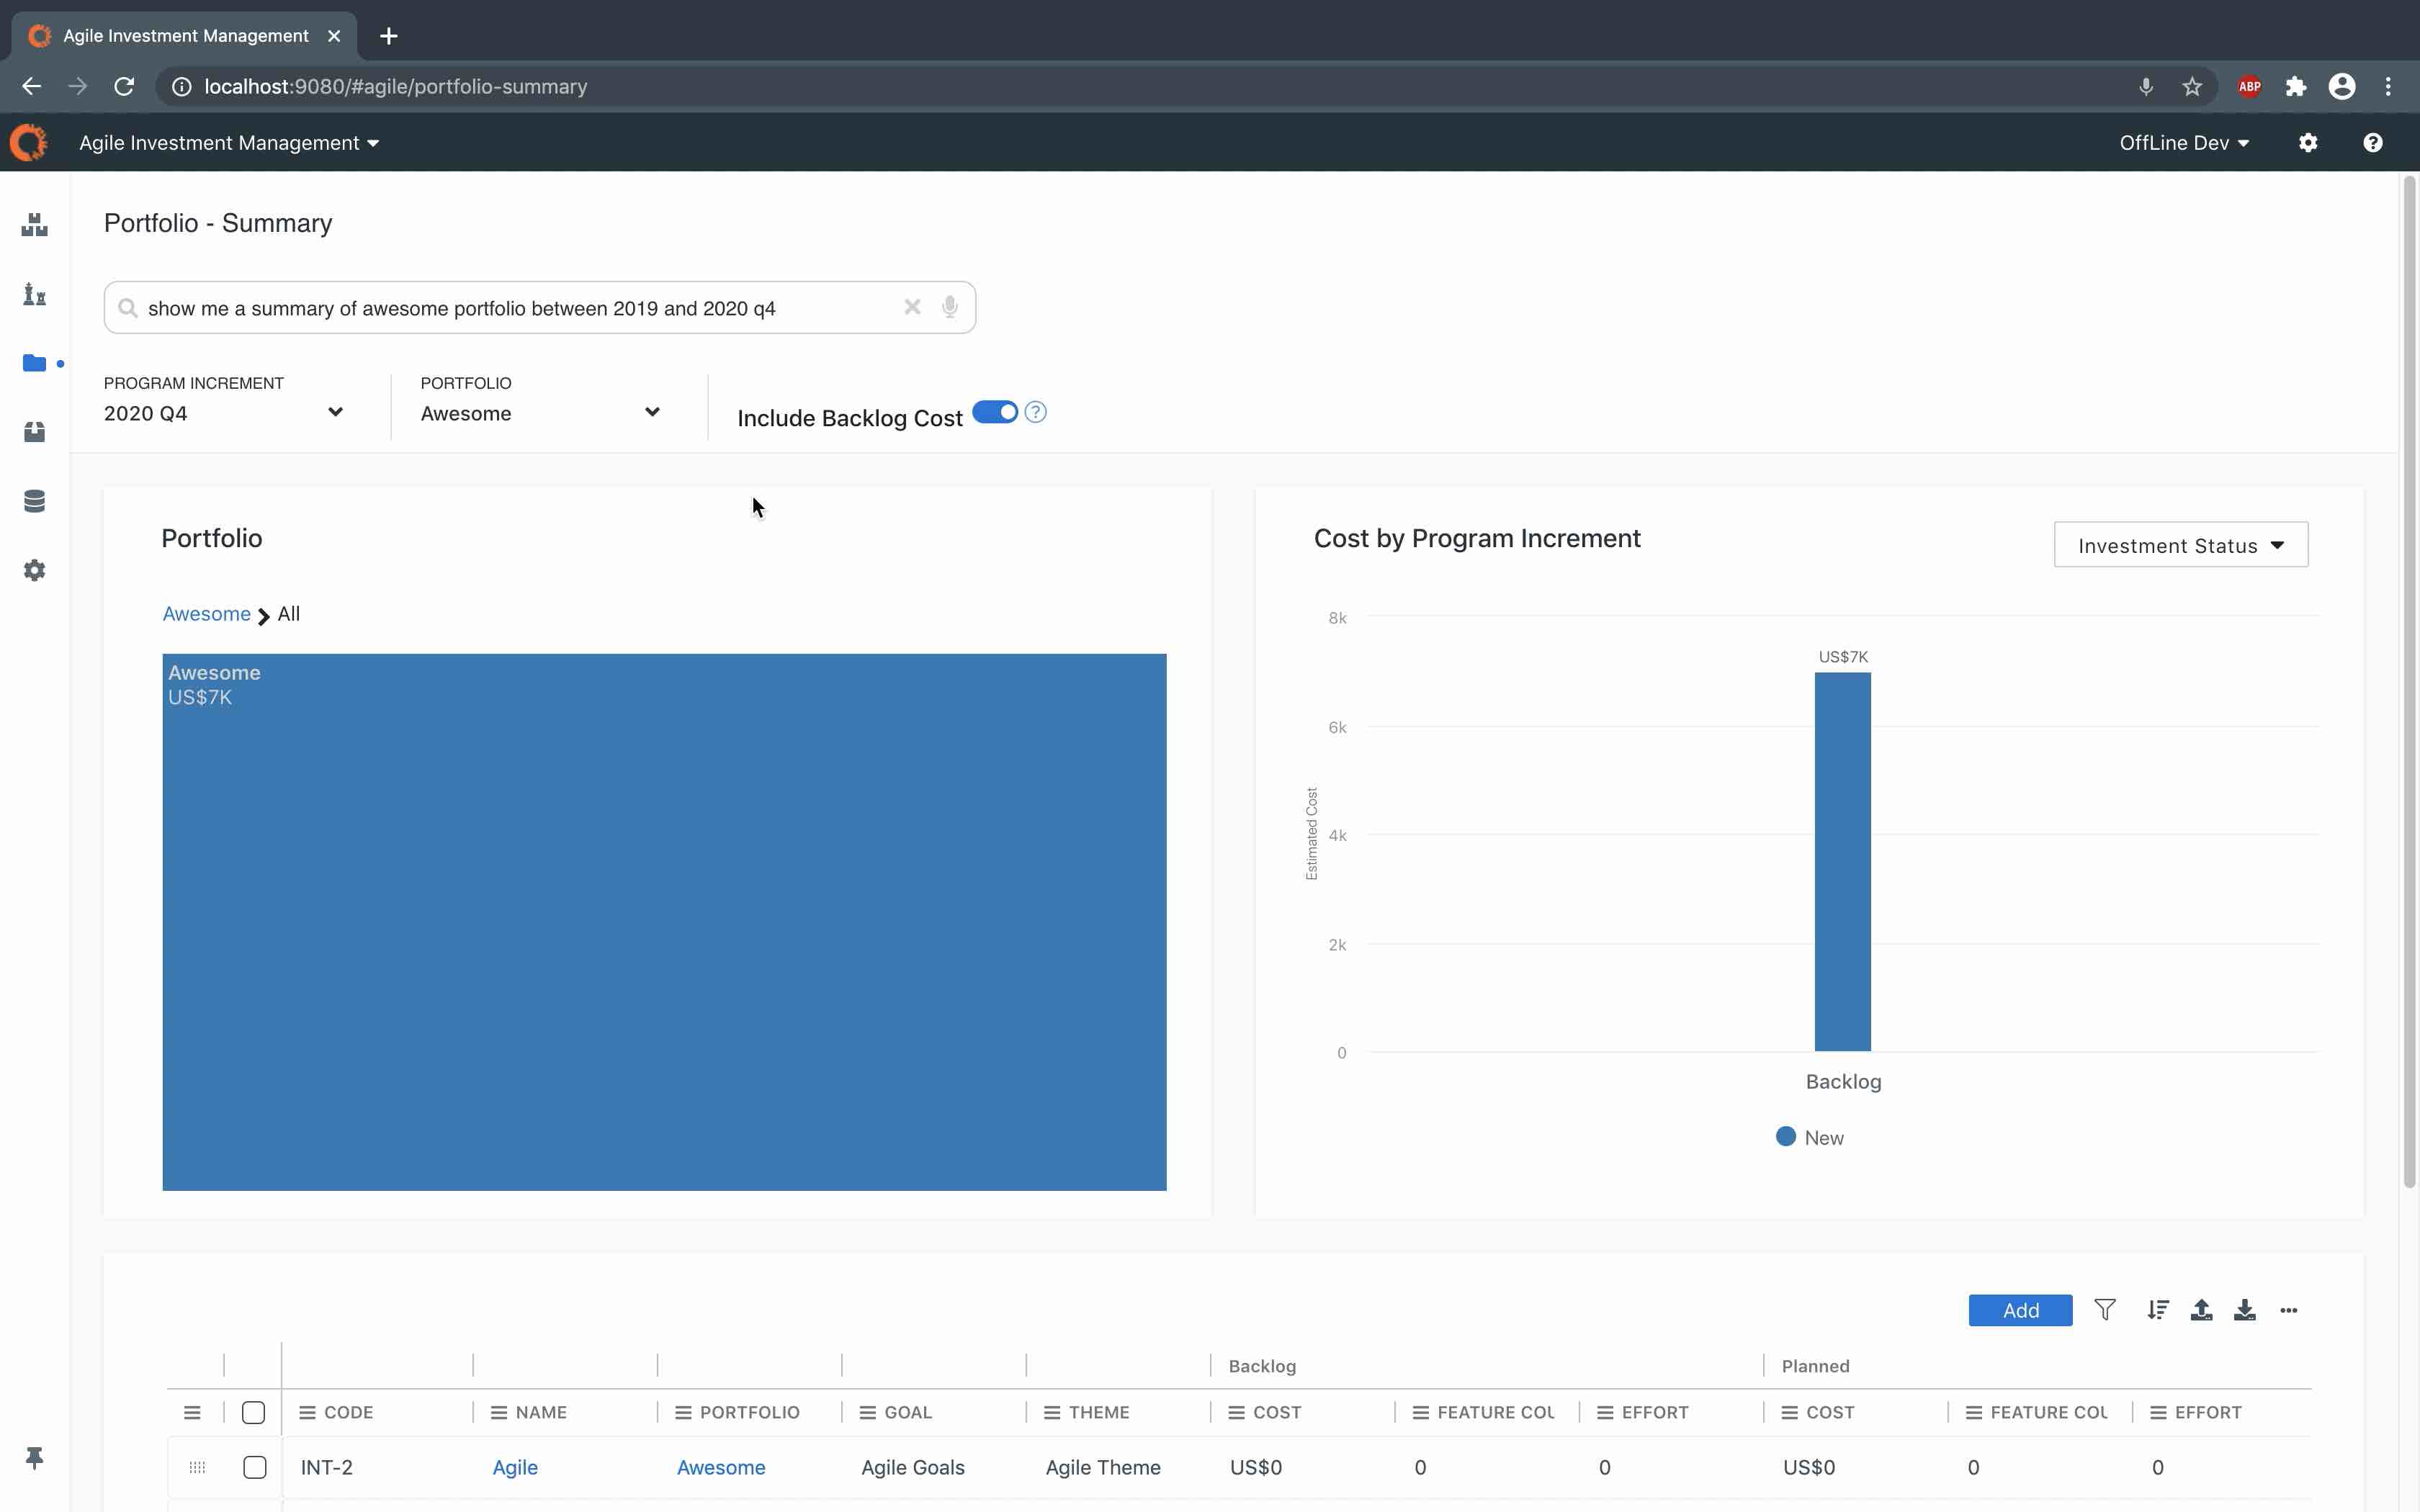 Agile Investment Management
localhost:9080/#agile/portfolio-summary
ABP
Agile Investment Management
OffLine Dev
Portfolio - Summary
show me a summary of awesome portfolio between 2019 and 2020 q4
PROGRAM INCREMENT
2020 Q4
PORTFOLIO
Awesome
Include Backlog Cost
?
Portfolio
Awesome All
Awesome
US$7K
Cost by Program Increment
Investment Status
8k
6k
4k
2k
0
Estimated Cost
US$7K
Backlog
New
Add
Backlog Planned
CODE NAME PORTFOLIO GOAL THEME COST FEATURE COU EFFORT COST FEATURE COU EFFORT
INT-2 Agile Awesome Agile Goals Agile Theme US$0 0 0 US$0 0 0